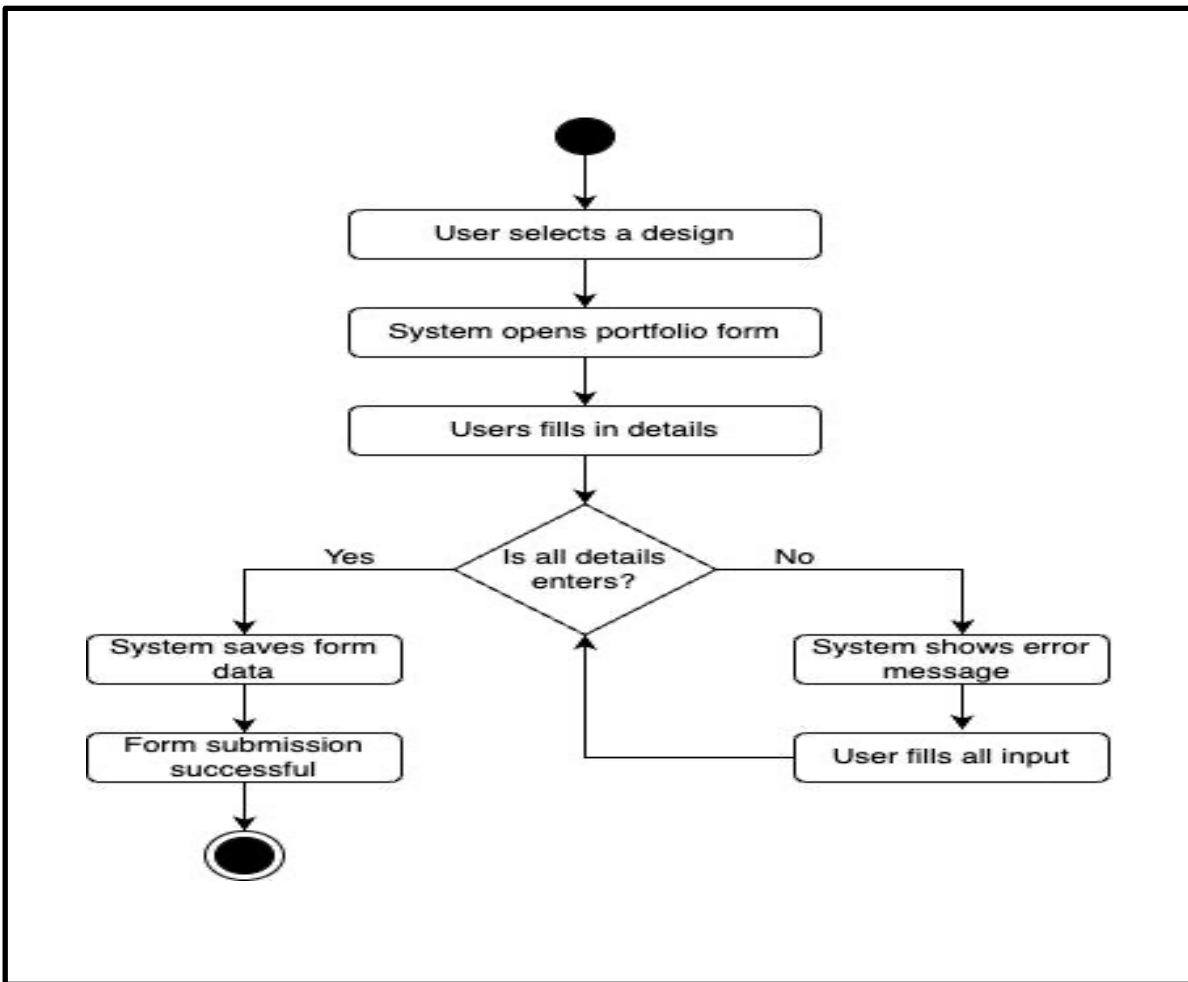 User selects a design
System opens portfolio form
Users fills in details
Is all details
enters?
Yes
No
System saves form
data
System shows error
message
Form submission
successful
User fills all input